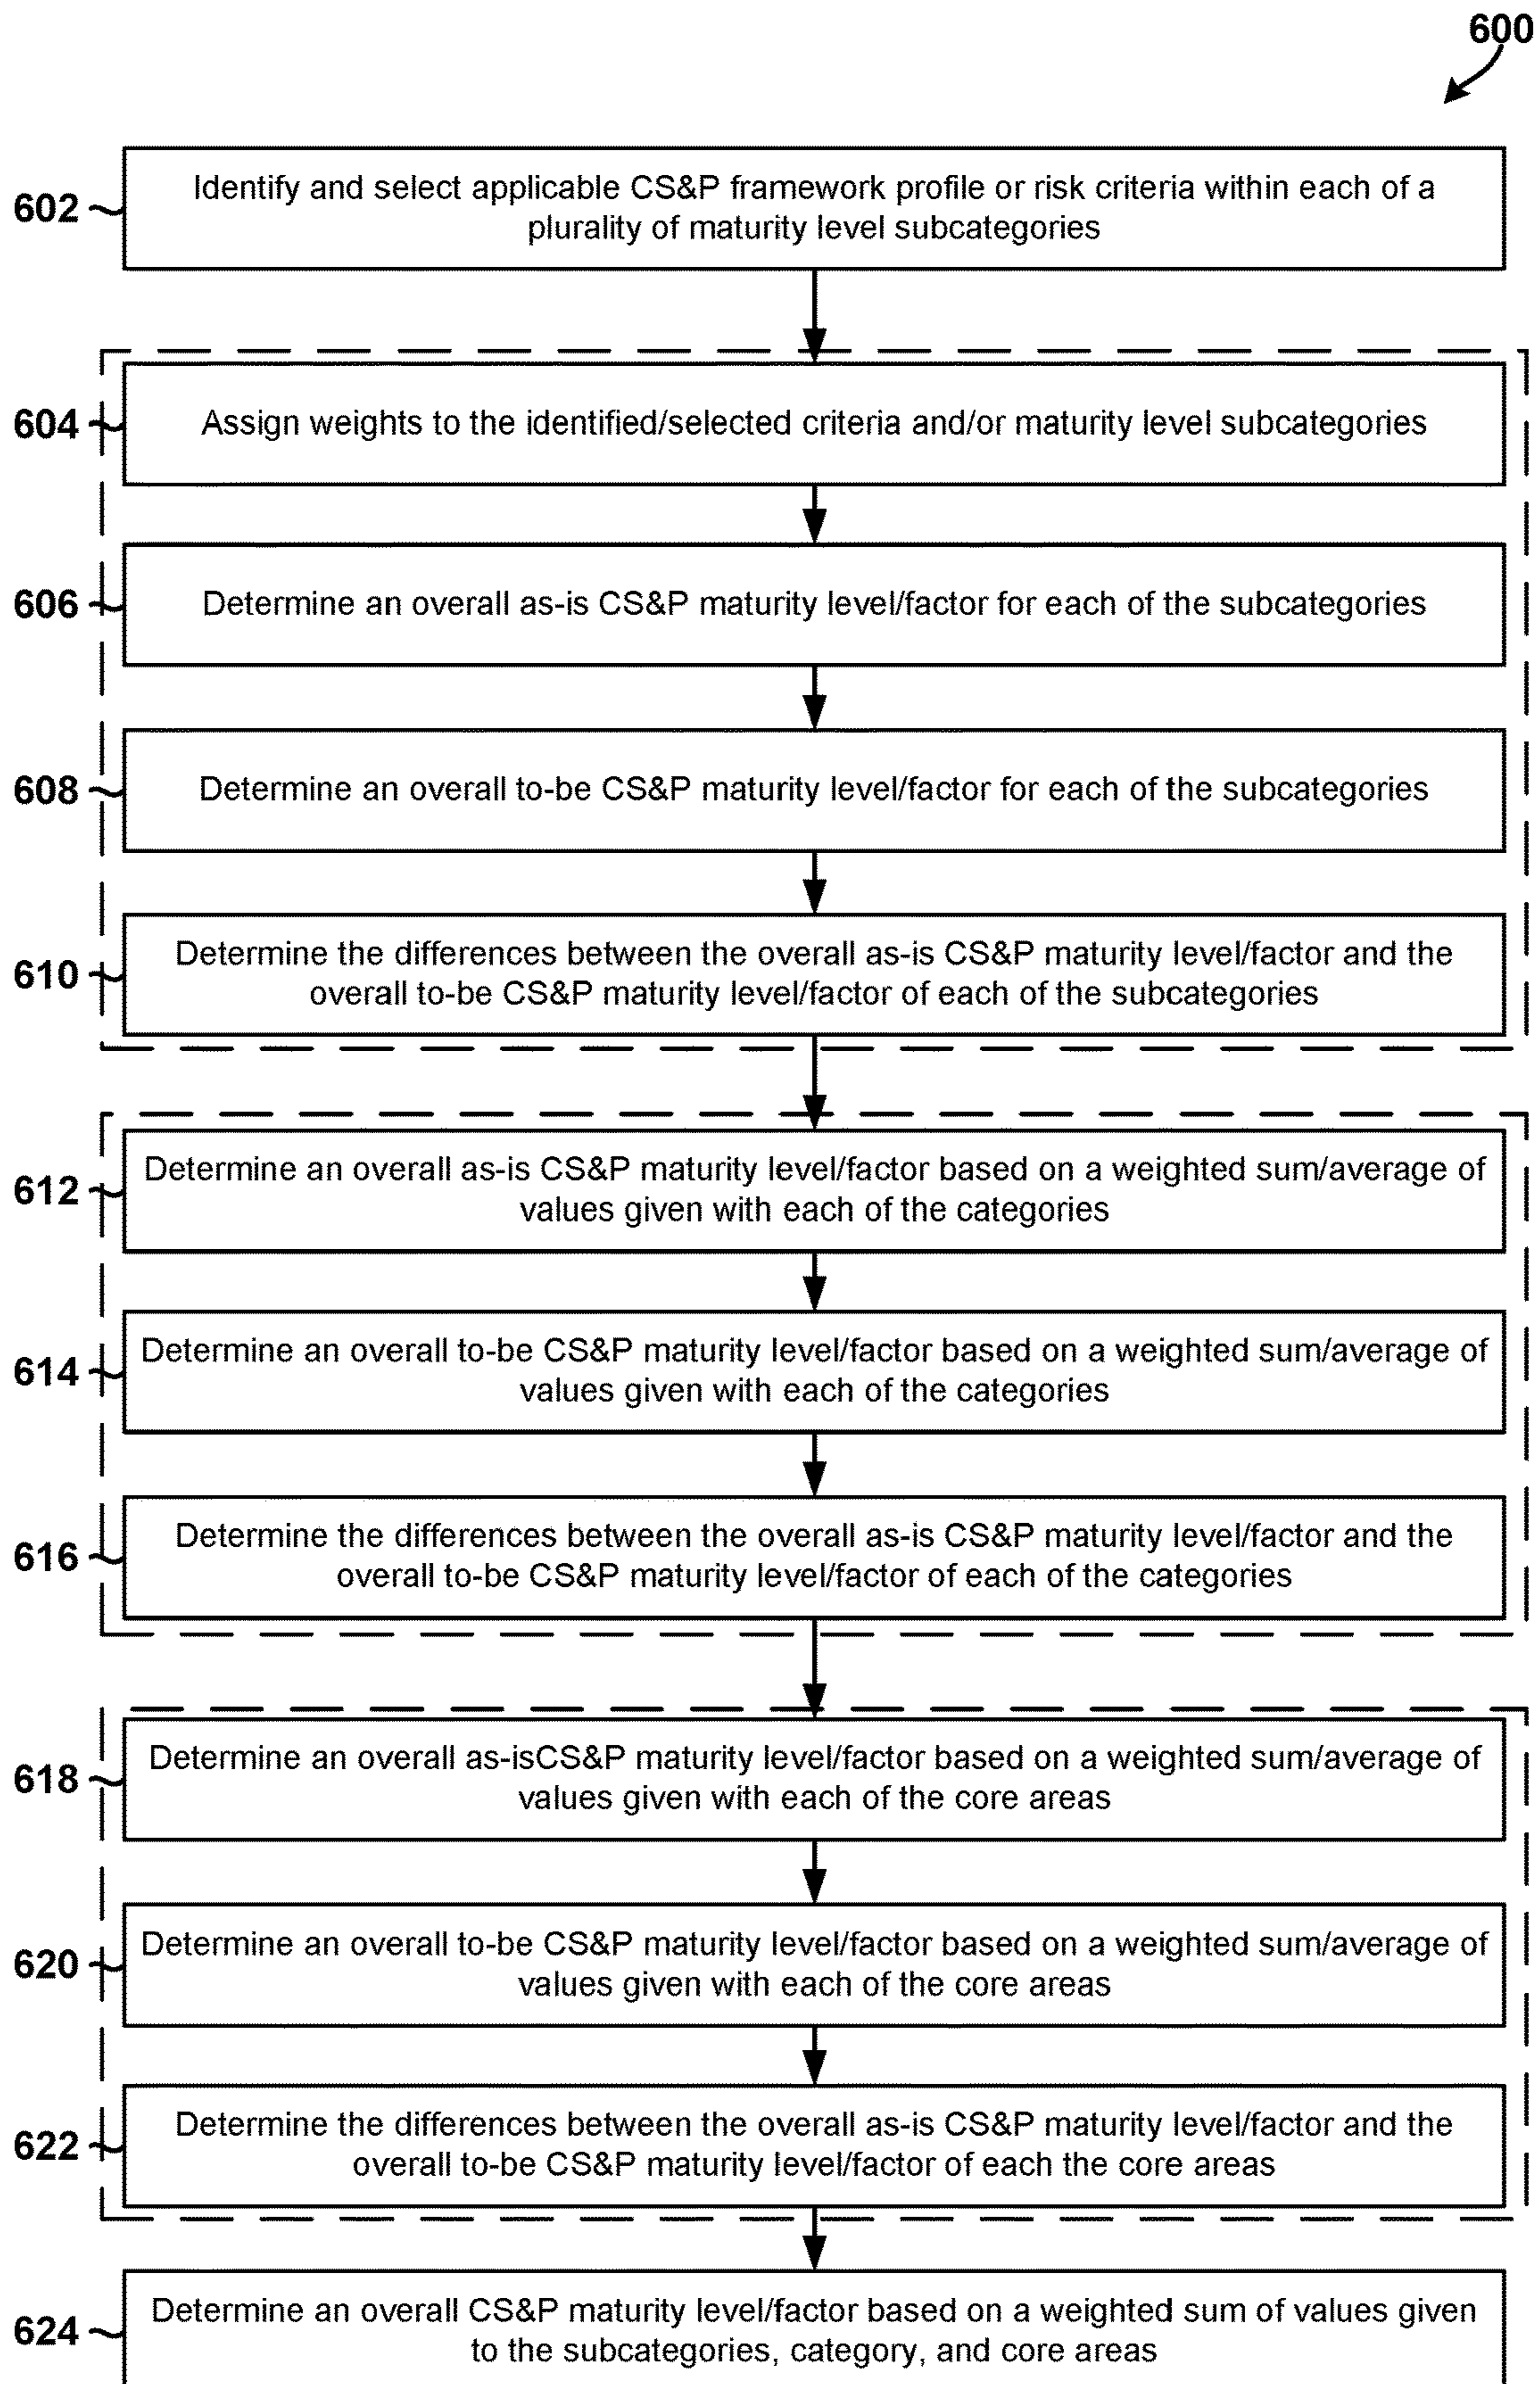 600
602
Identify and select applicable CS&P framework profile or risk criteria within each of a
plurality of maturity level subcategories
604
Assign weights to the identified/selected criteria and/or maturity level subcategories
606
Determine an overall as-is CS&P maturity level/factor for each of the subcategories
608
Determine an overall to-be CS&P maturity level/factor for each of the subcategories
610
Determine the differences between the overall as-is CS&P maturity level/factor and the
overall to-be CS&P maturity level/factor of each of the subcategories
612
Determine an overall as-is CS&P maturity level/factor based on a weighted sum/average of
values given with each of the categories
614
Determine an overall to-be CS&P maturity level/factor based on a weighted sum/average of
values given with each of the categories
616
Determine the differences between the overall as-is CS&P maturity level/factor and the
overall to-be CS&P maturity level/factor of each of the categories
618
Determine an overall as-isCS&P maturity level/factor based on a weighted sum/average of
values given with each of the core areas
620
Determine an overall to-be CS&P maturity level/factor based on a weighted sum/average of
values given with each of the core areas
622
Determine the differences between the overall as-is CS&P maturity level/factor and the
overall to-be CS&P maturity level/factor of each the core areas
624
Determine an overall CS&P maturity level/factor based on a weighted sum of values given
to the subcategories, category, and core areas